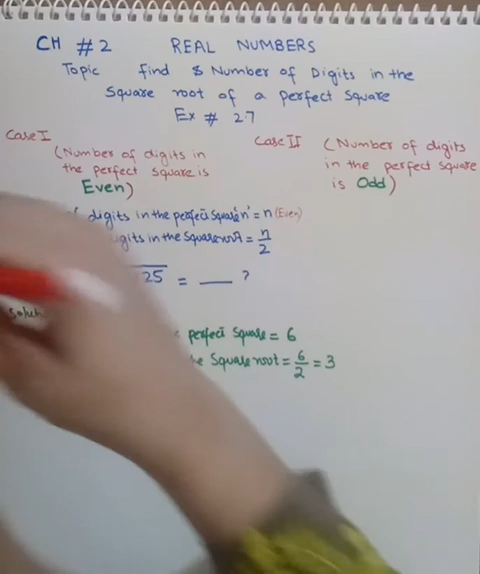 CH #2 REAL NUMBERS
Topic Find & Number of Digits in the
Square root of a perfect Square
Ex # 2.7
Case I
(Number of digits in
the perfect square is
Even)
Case II (Number of digits
in the perfect square
is Odd)
digits in the perfect Square 'n' = n (Even)
digits in the Square root = n/2
25 = ___ ?
perfect Square = 6
Square root = 6/2 = 3